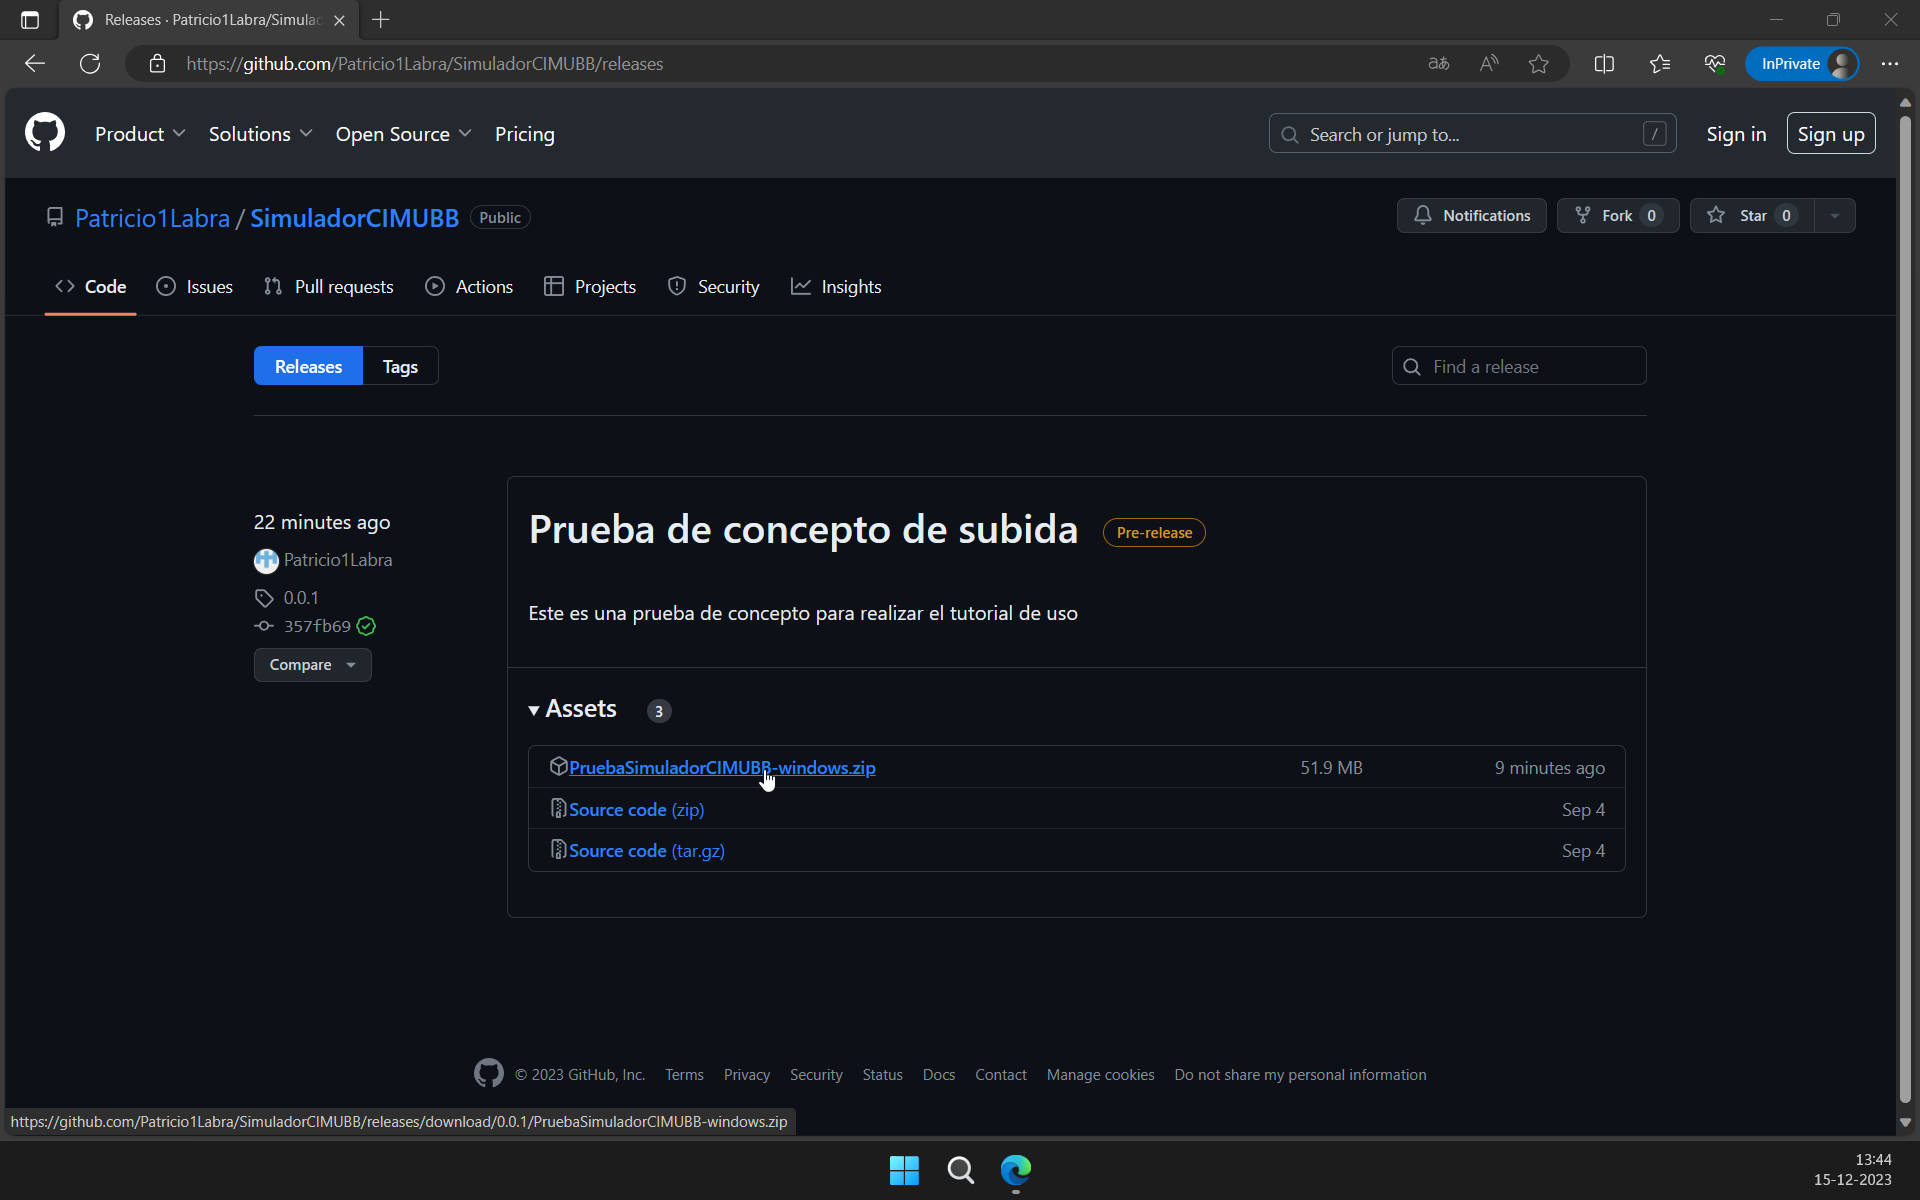 Releases · Patricio1Labra/Simulac
https://github.com/Patricio1Labra/SimuladorCIMUBB/releases
InPrivate
Product Solutions Open Source Pricing
Search or jump to... /
Sign in Sign up
Patricio1Labra / SimuladorCIMUBB Public
Notifications Fork 0 Star 0
Code Issues Pull requests Actions Projects Security Insights
Releases Tags
Find a release
22 minutes ago
Patricio1Labra
0.0.1
357fb69
Compare
Prueba de concepto de subida Pre-release
Este es una prueba de concepto para realizar el tutorial de uso
Assets 3
PruebaSimuladorCIMUBB-windows.zip 51.9 MB 9 minutes ago
Source code (zip) Sep 4
Source code (tar.gz) Sep 4
© 2023 GitHub, Inc. Terms Privacy Security Status Docs Contact Manage cookies Do not share my personal information
https://github.com/Patricio1Labra/SimuladorCIMUBB/releases/download/0.0.1/PruebaSimuladorCIMUBB-windows.zip
13:44
15-12-2023